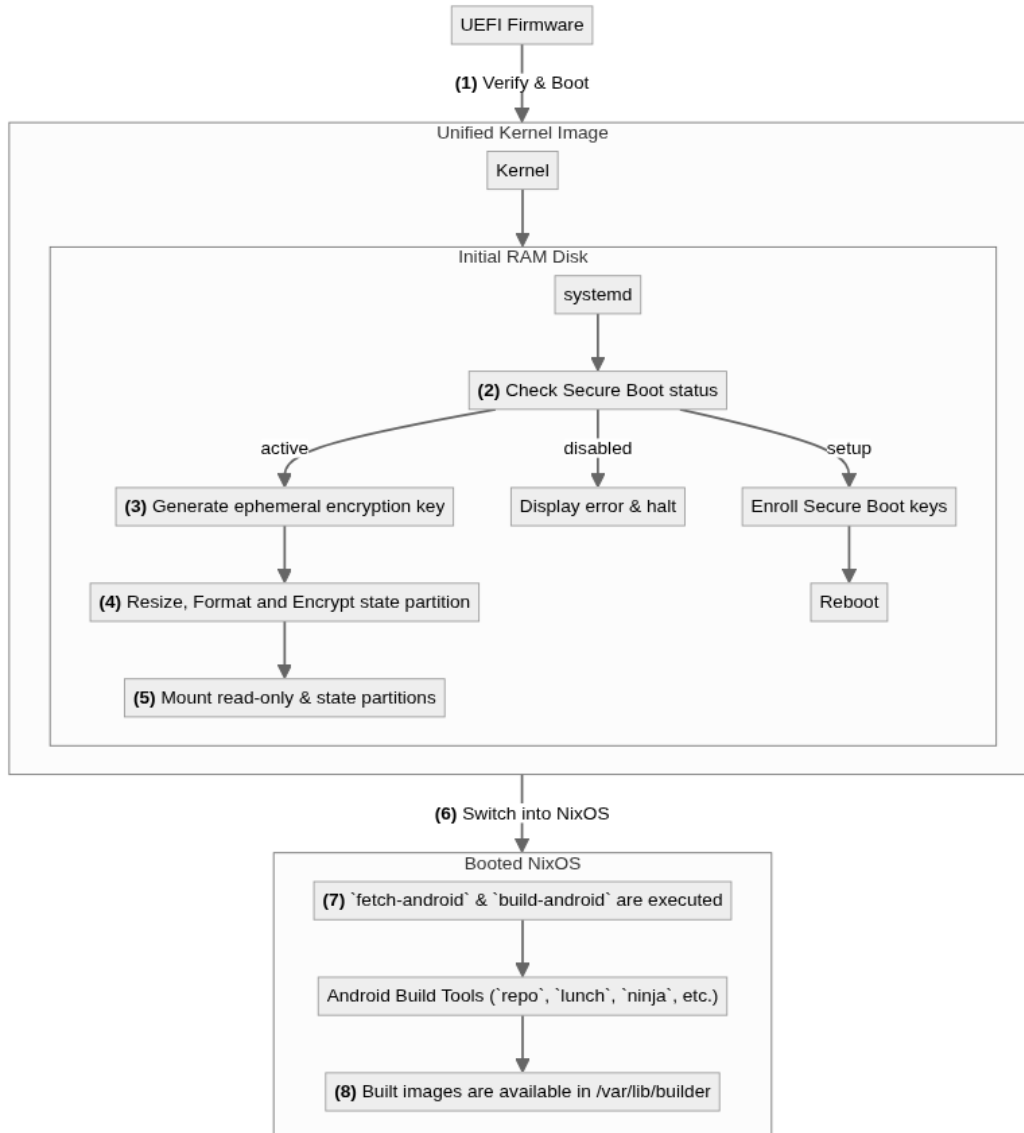 UEFI Firmware
(1) Verify & Boot
Unified Kernel Image
Kernel
Initial RAM Disk
systemd
(2) Check Secure Boot status
active
disabled
setup
(3) Generate ephemeral encryption key
Display error & halt
Enroll Secure Boot keys
(4) Resize, Format and Encrypt state partition
Reboot
(5) Mount read-only & state partitions
(6) Switch into NixOS
Booted NixOS
(7) `fetch-android` & `build-android` are executed
Android Build Tools (`repo`, `lunch`, `ninja`, etc.)
(8) Built images are available in /var/lib/builder